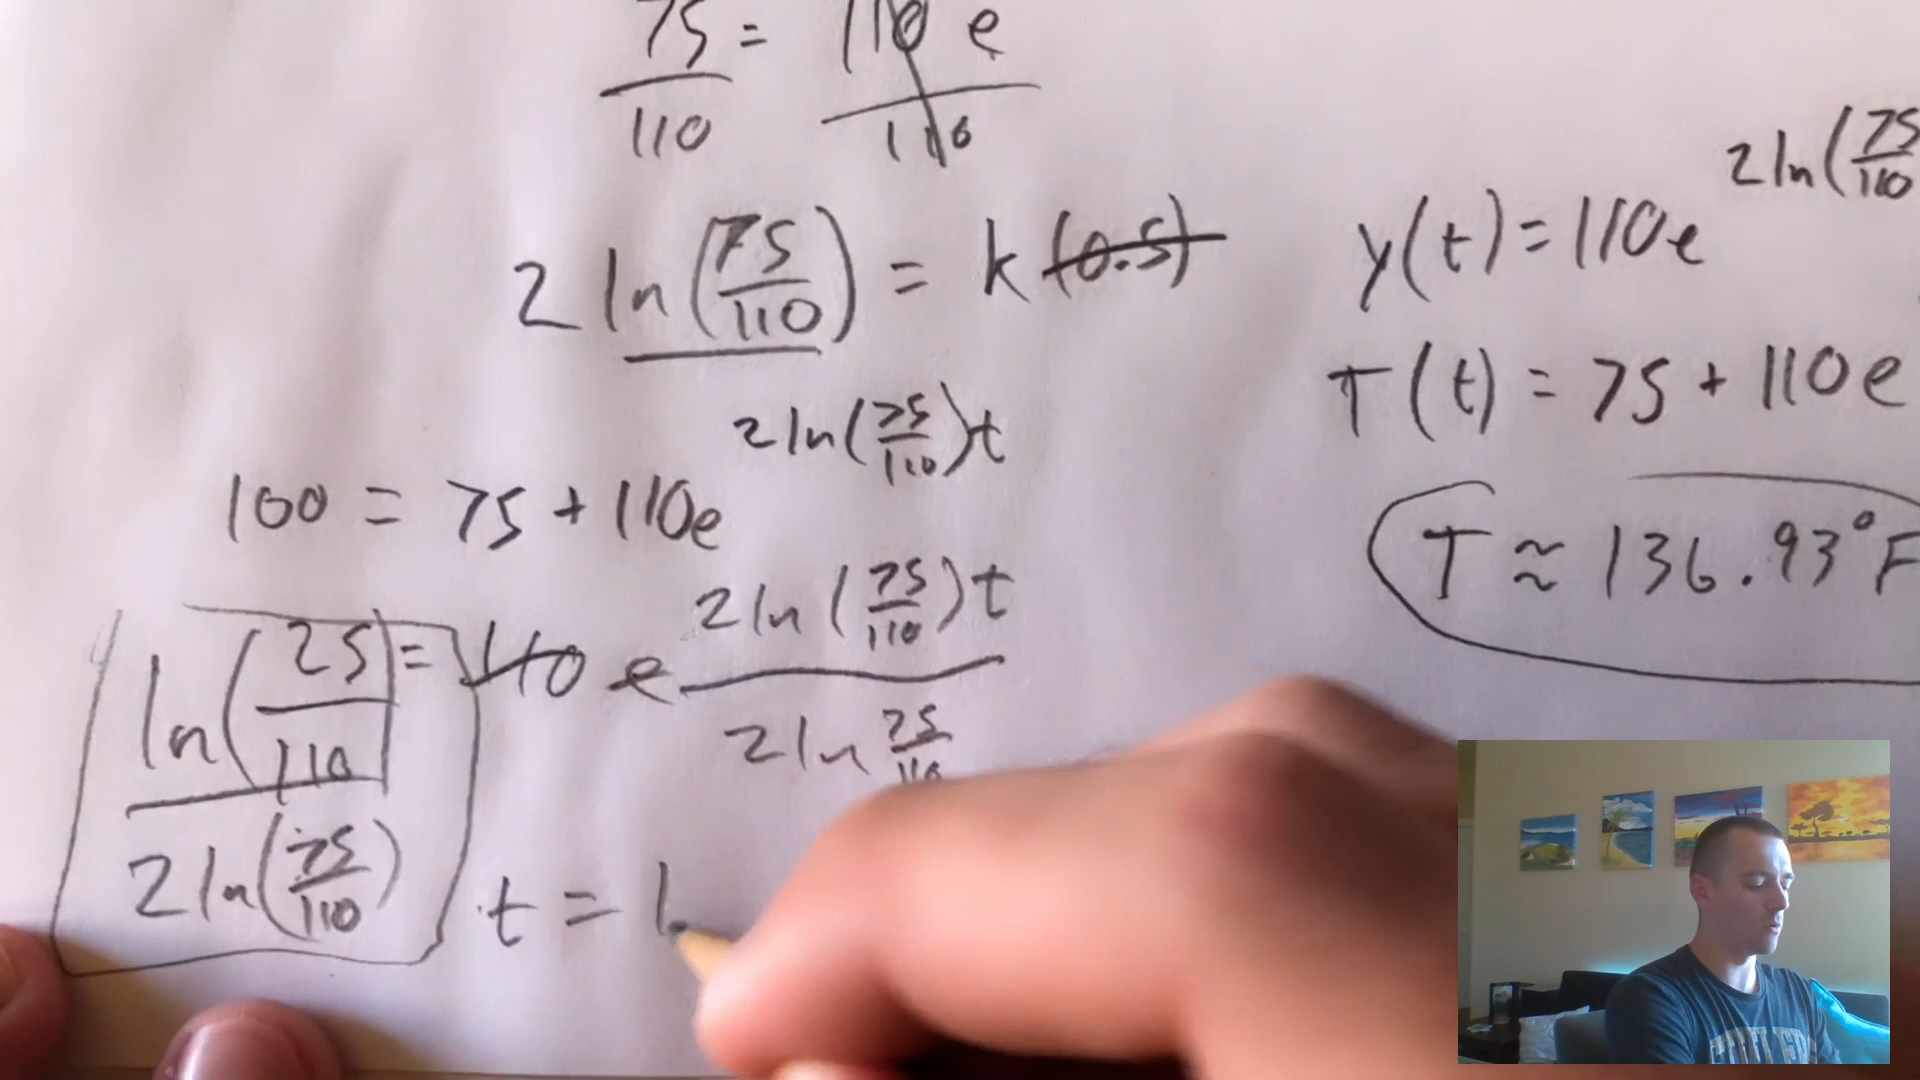 75 = 110 e
110 110
2 ln(75/110) = k(0.5)
2ln(75/110
y(t) = 110e
T(t) = 75 + 110e
T ≈ 136.93°F
100 = 75 + 110e^2ln(75/110)t
ln(25/110 = 110 e 2ln(75/110)t
2ln(75/110) 2ln 75/110
t = 1